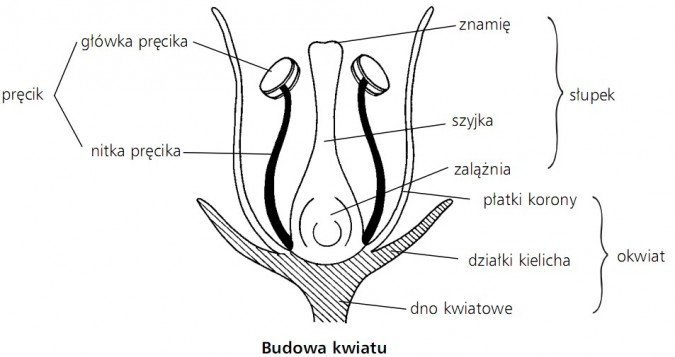 znamię
główka pręcika
pręcik
słupek
szyjka
nitka pręcika
zalążnia
płatki korony
działki kielicha
okwiat
dno kwiatowe
Budowa kwiatu